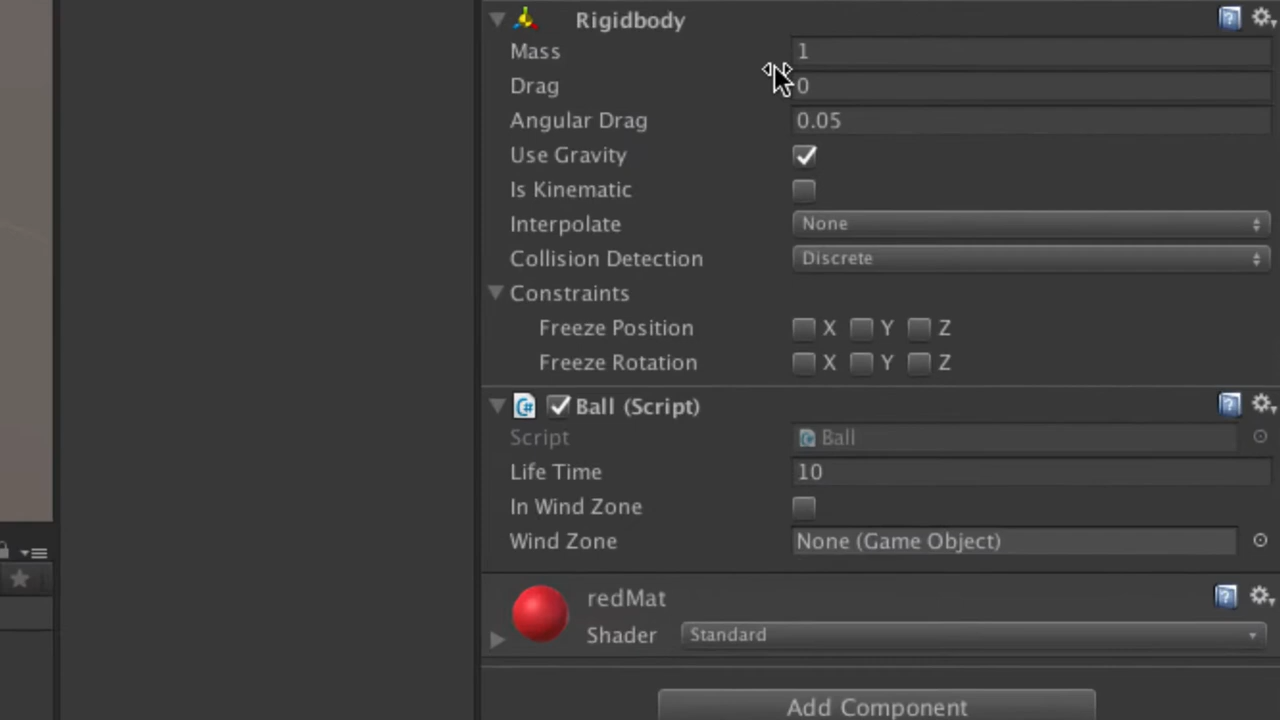 Rigidbody
Mass 1
Drag 0
Angular Drag 0.05
Use Gravity
Is Kinematic
Interpolate None
Collision Detection Discrete
Constraints
Freeze Position X Y Z
Freeze Rotation X Y Z
Ball (Script)
Script Ball
Life Time 10
In Wind Zone
Wind Zone None (Game Object)
redMat
Shader Standard
Add Component